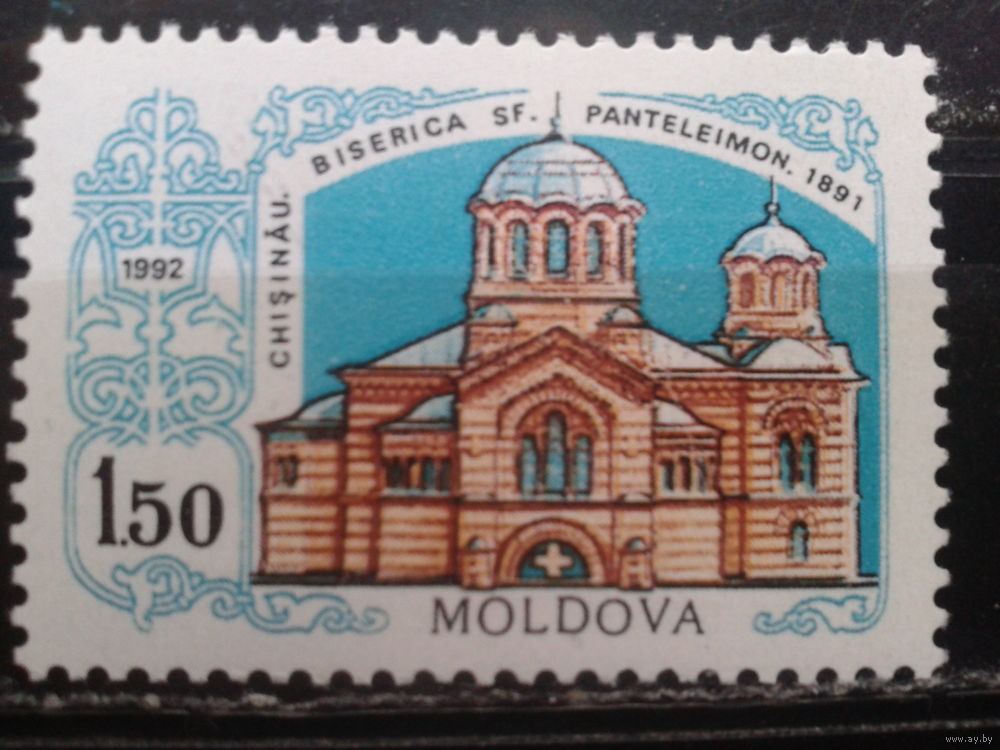 CHIŞINĂU. BISERICA SF. PANTELEIMON. 1891
1992
1.50
MOLDOVA
www.ay.by